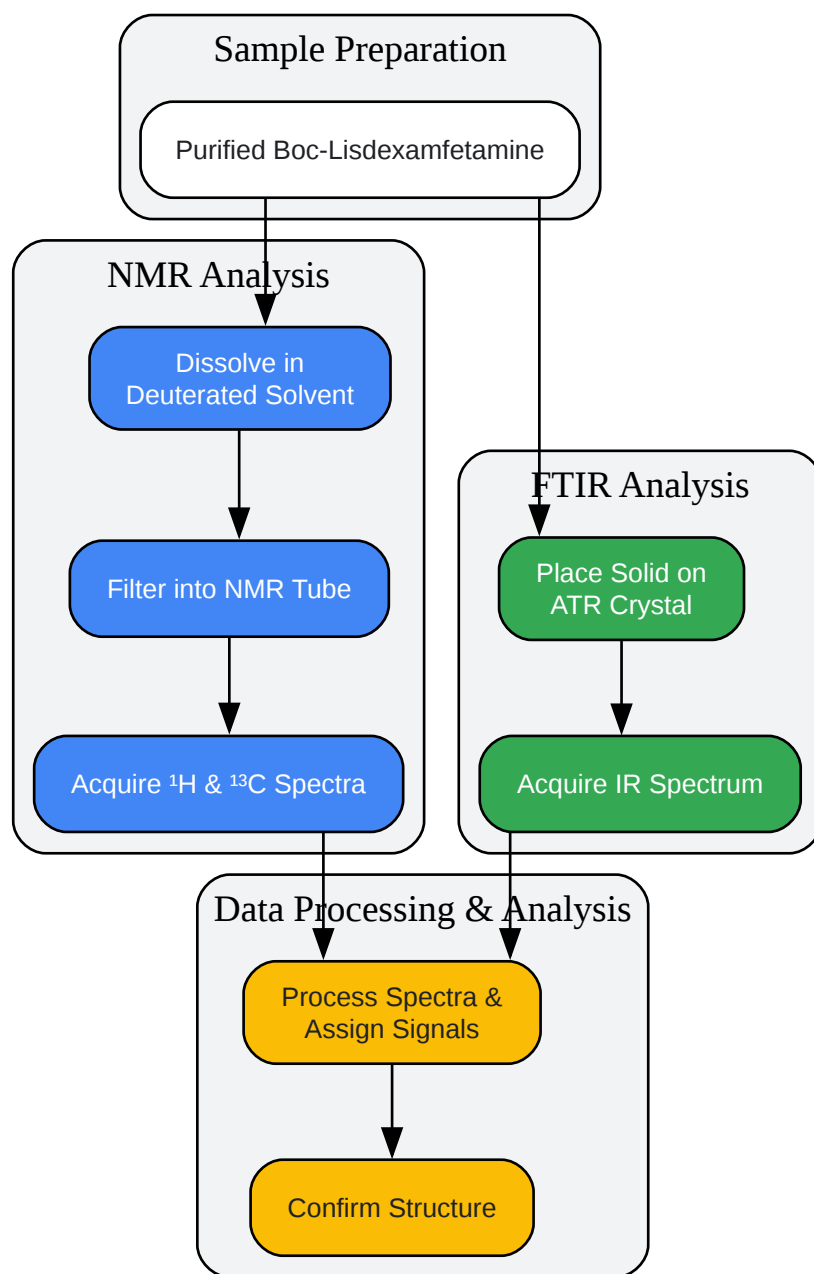 Sample Preparation
Purified Boc-Lisdexamfetamine
NMR Analysis
Dissolve in
Deuterated Solvent
Filter into NMR Tube
Acquire ¹H & ¹³C Spectra
FTIR Analysis
Place Solid on
ATR Crystal
Acquire IR Spectrum
Data Processing & Analysis
Process Spectra &
Assign Signals
Confirm Structure